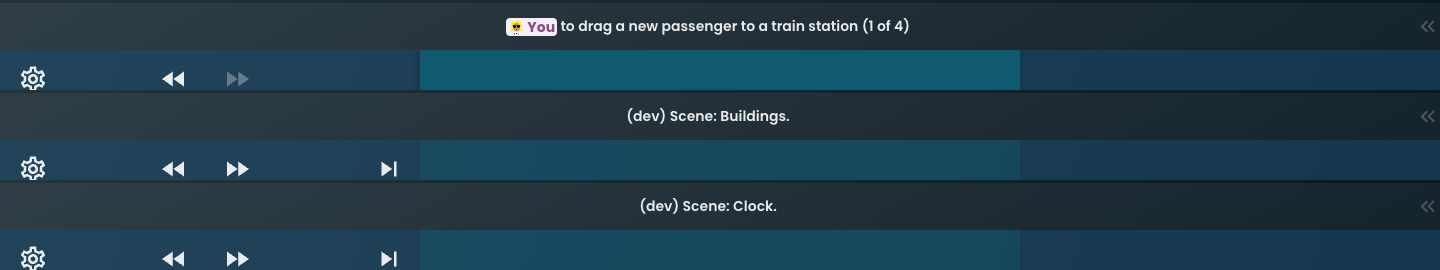 You to drag a new passenger to a train station (1 of 4)
(dev) Scene: Buildings.
(dev) Scene: Clock.